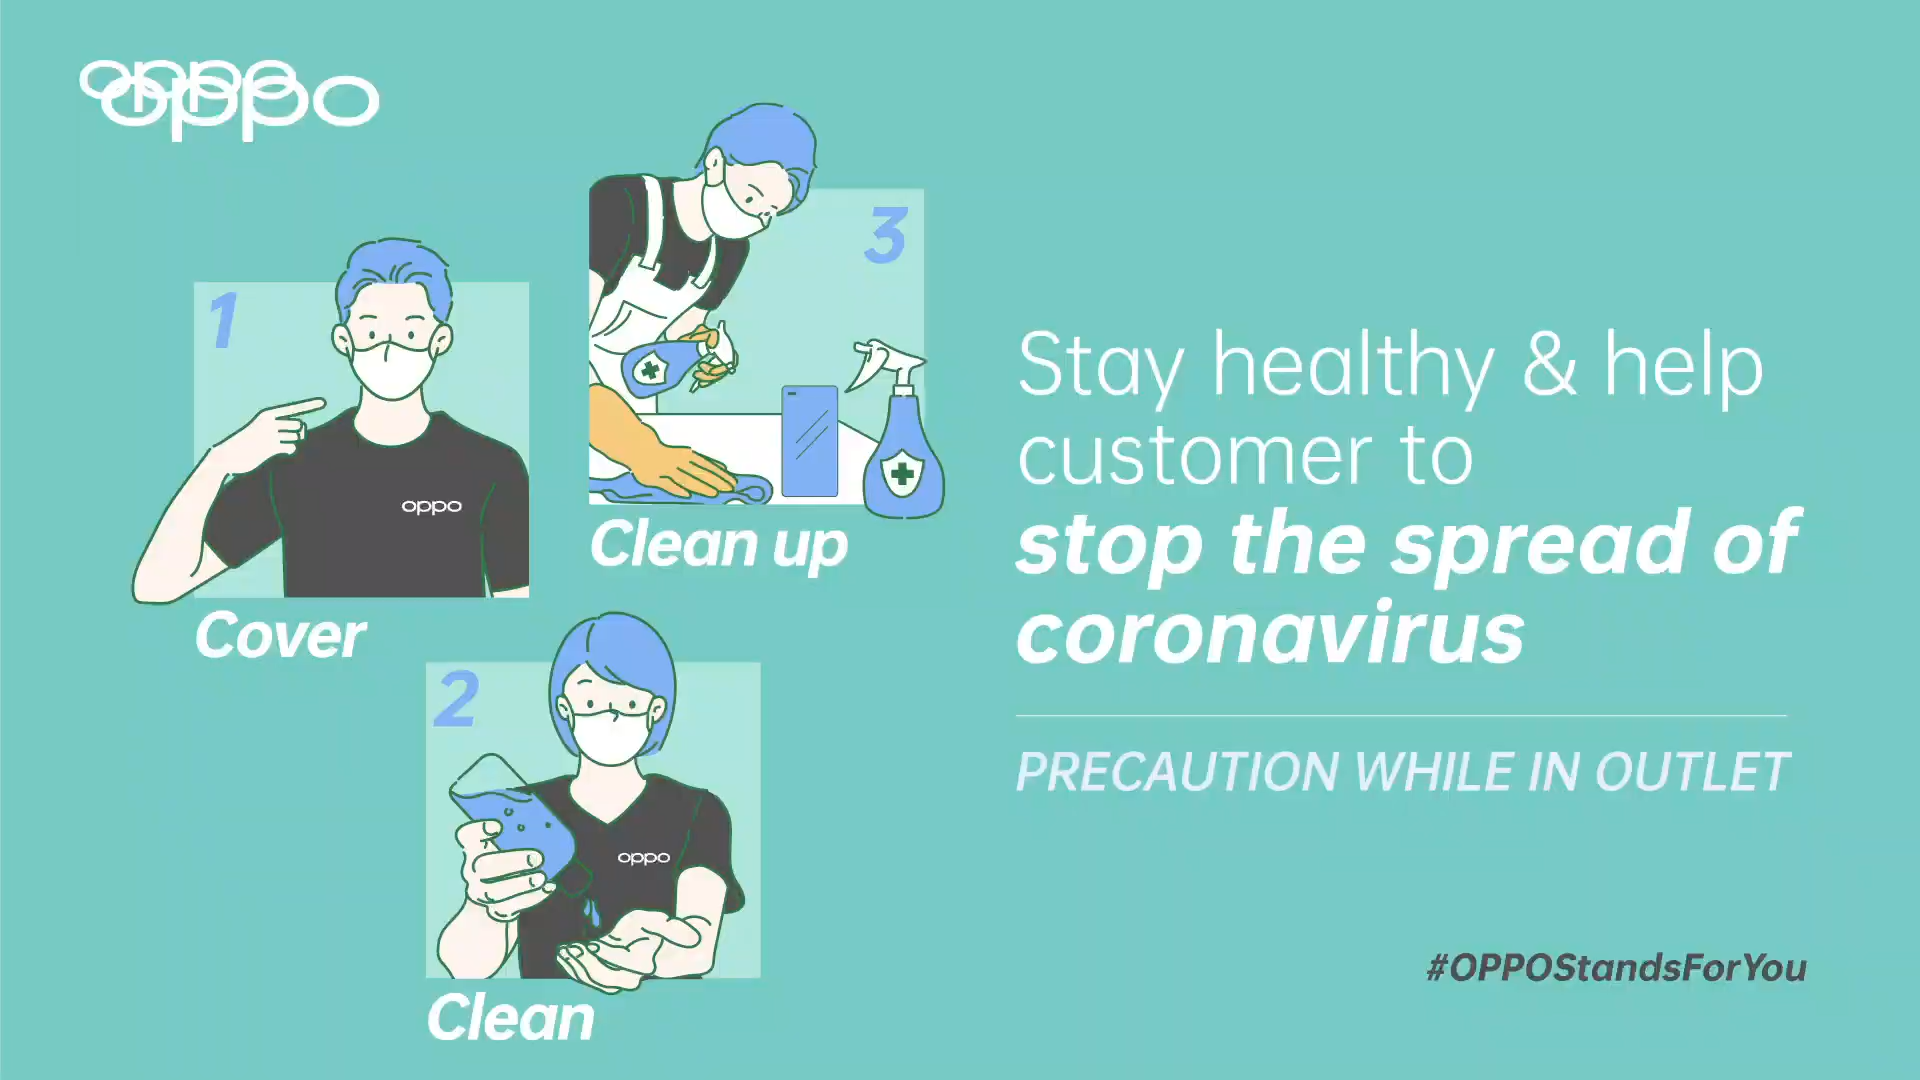 oppo
oppo
1
oppo
Cover
3
Clean up
2
oppo
Clean
Stay healthy & help
customer to
stop the spread of
coronavirus
PRECAUTION WHILE IN OUTLET
#OPPOStandsForYou